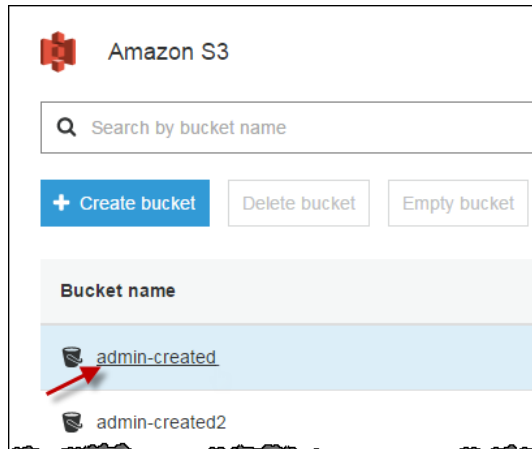 Amazon S3
Search by bucket name
Create bucket Delete bucket Empty bucket
Bucket name
admin-created
admin-created2